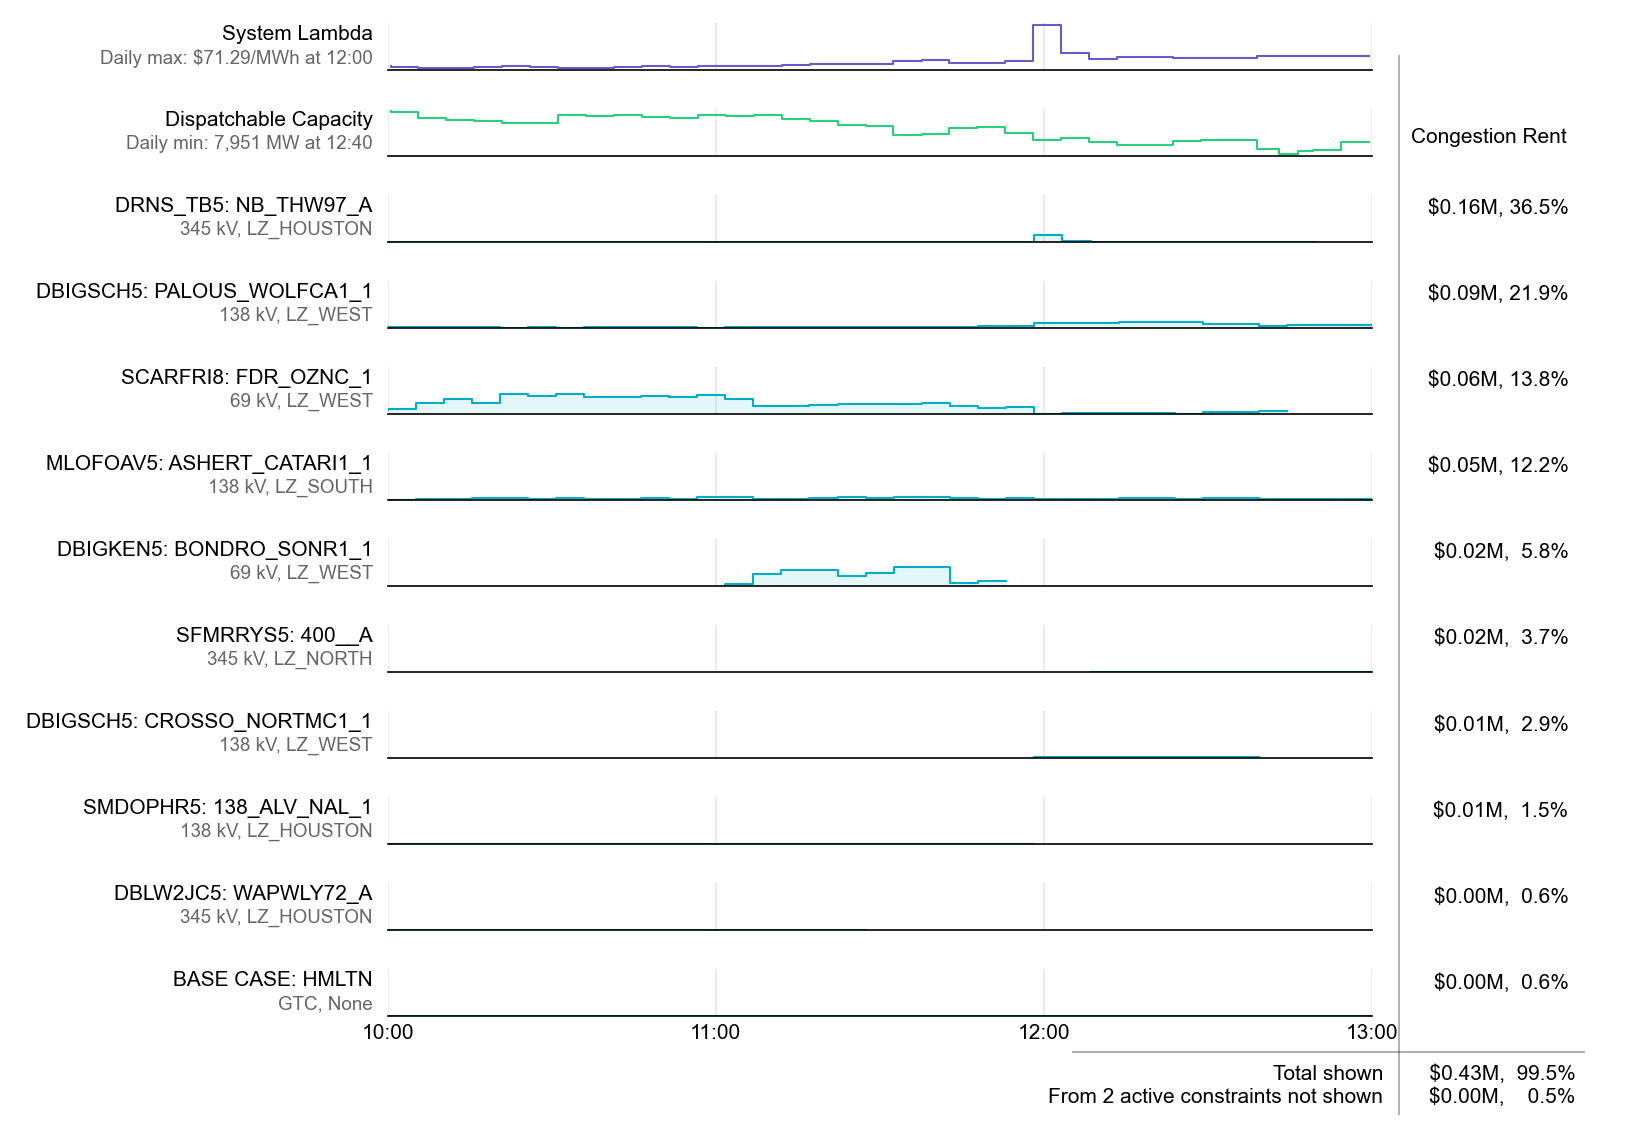 System Lambda
Daily max: $71.29/MWh at 12:00
Dispatchable Capacity
Daily min: 7,951 MW at 12:40
Congestion Rent
DRNS_TB5: NB_THW97_A
345 kV, LZ_HOUSTON
$0.16M, 36.5%
DBIGSCH5: PALOUS_WOLFCA1_1
138 kV, LZ_WEST
$0.09M, 21.9%
SCARFRI8: FDR_OZNC_1
69 kV, LZ_WEST
$0.06M, 13.8%
MLOFOAV5: ASHERT_CATARI1_1
138 kV, LZ_SOUTH
$0.05M, 12.2%
DBIGKEN5: BONDRO_SONR1_1
69 kV, LZ_WEST
$0.02M, 5.8%
SFMRRYS5: 400__A
345 kV, LZ_NORTH
$0.02M, 3.7%
DBIGSCH5: CROSSO_NORTMC1_1
138 kV, LZ_WEST
$0.01M, 2.9%
SMDOPHR5: 138_ALV_NAL_1
138 kV, LZ_HOUSTON
$0.01M, 1.5%
DBLW2JC5: WAPWLY72_A
345 kV, LZ_HOUSTON
$0.00M, 0.6%
BASE CASE: HMLTN
GTC, None
$0.00M, 0.6%
10:00 11:00 12:00 13:00
Total shown $0.43M, 99.5%
From 2 active constraints not shown $0.00M, 0.5%